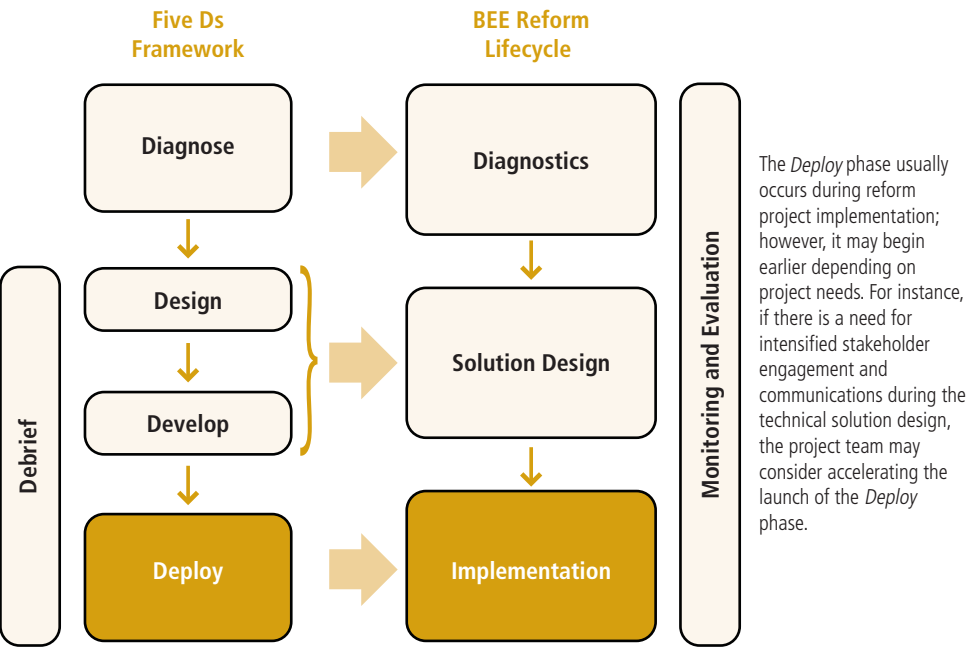 Five Ds
Framework
BEE Reform
Lifecycle
Diagnose
Diagnostics
Design
Develop
Solution Design
Deploy
Implementation
Debrief
Monitoring and Evaluation
The Deploy phase usually
occurs during reform
project implementation;
however, it may begin
earlier depending on
project needs. For instance,
if there is a need for
intensified stakeholder
engagement and
communications during the
technical solution design,
the project team may
consider accelerating the
launch of the Deploy
phase.